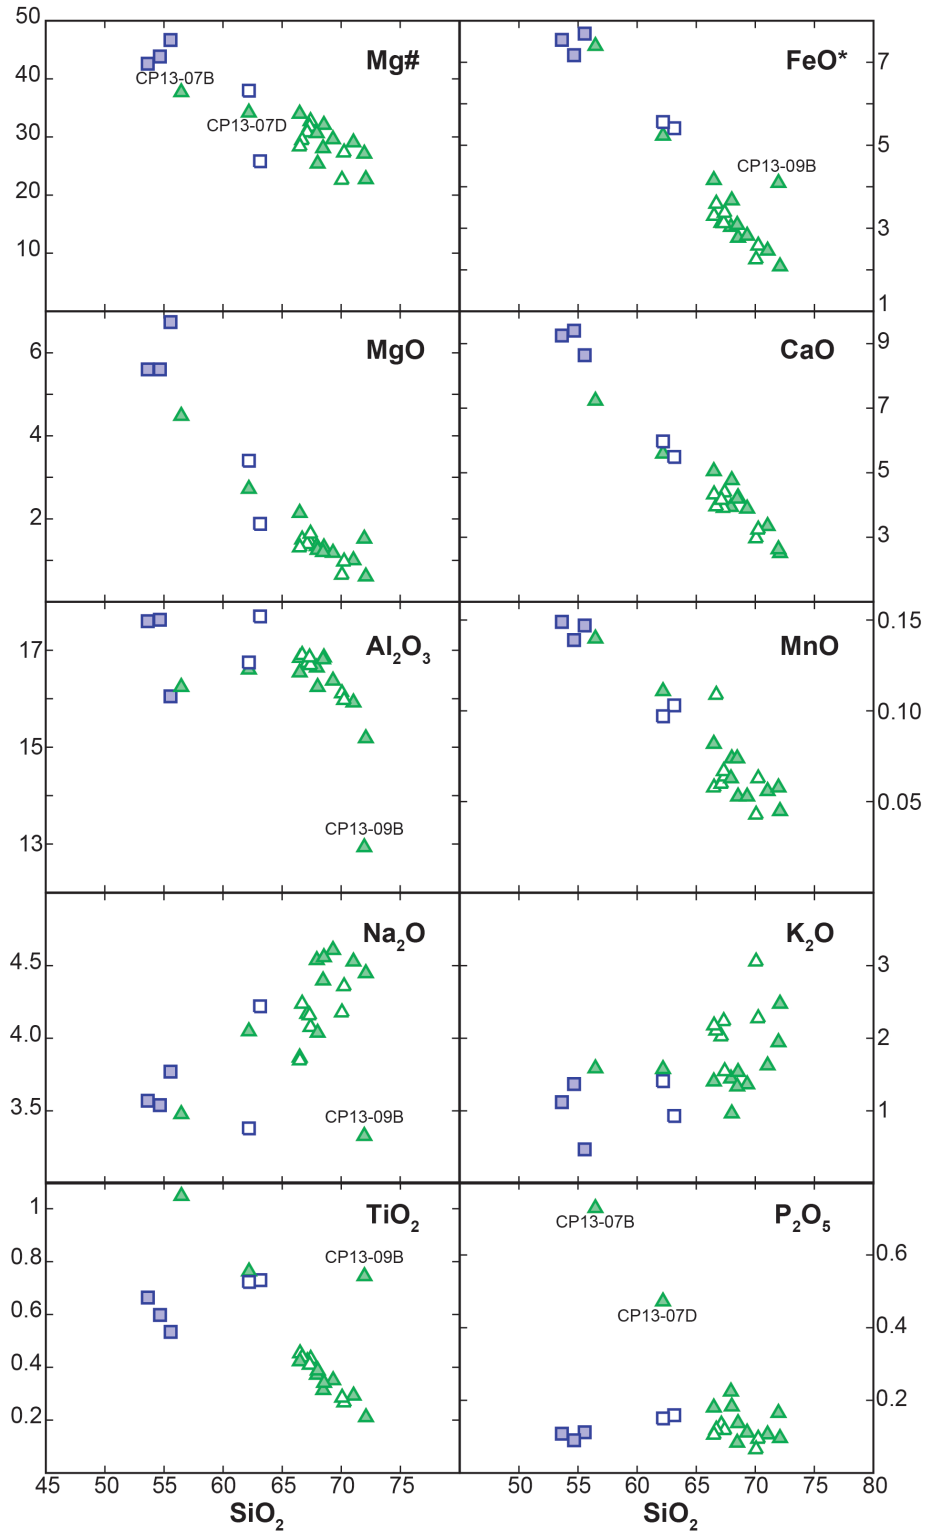 50
40
30
20
10
Mg#
CP13-07B
CP13-07D
FeO*
CP13-09B
7
5
3
1
6
4
2
MgO
CaO
9
7
5
3
17
15
13
Al₂O₃
CP13-09B
MnO
0.15
0.10
0.05
4.5
4.0
3.5
Na₂O
CP13-09B
K₂O
3
2
1
1
0.8
0.6
0.4
0.2
TiO₂
CP13-09B
P₂O₅
CP13-07B
CP13-07D
0.6
0.4
0.2
45 50 55 60 65 70 75 50 55 60 65 70 75 80
SiO₂ SiO₂